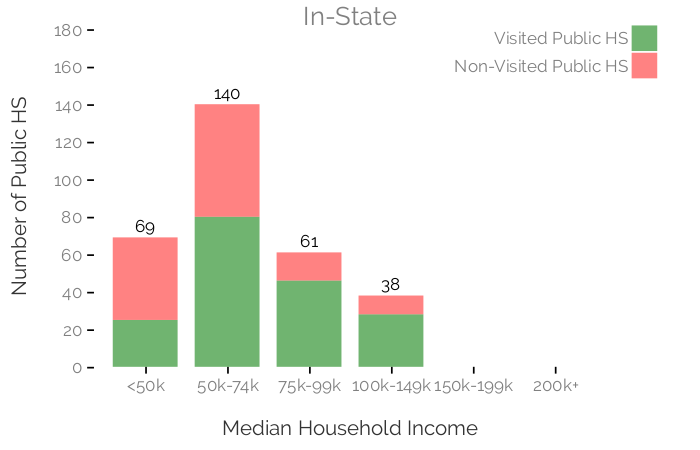 In-State
Visited Public HS
Non-Visited Public HS
Number of Public HS
180
160
140
120
100
80
60
40
20
0
69
140
61
38
<50k
50k-74k
75k-99k
100k-149k
150k-199k
200k+
Median Household Income